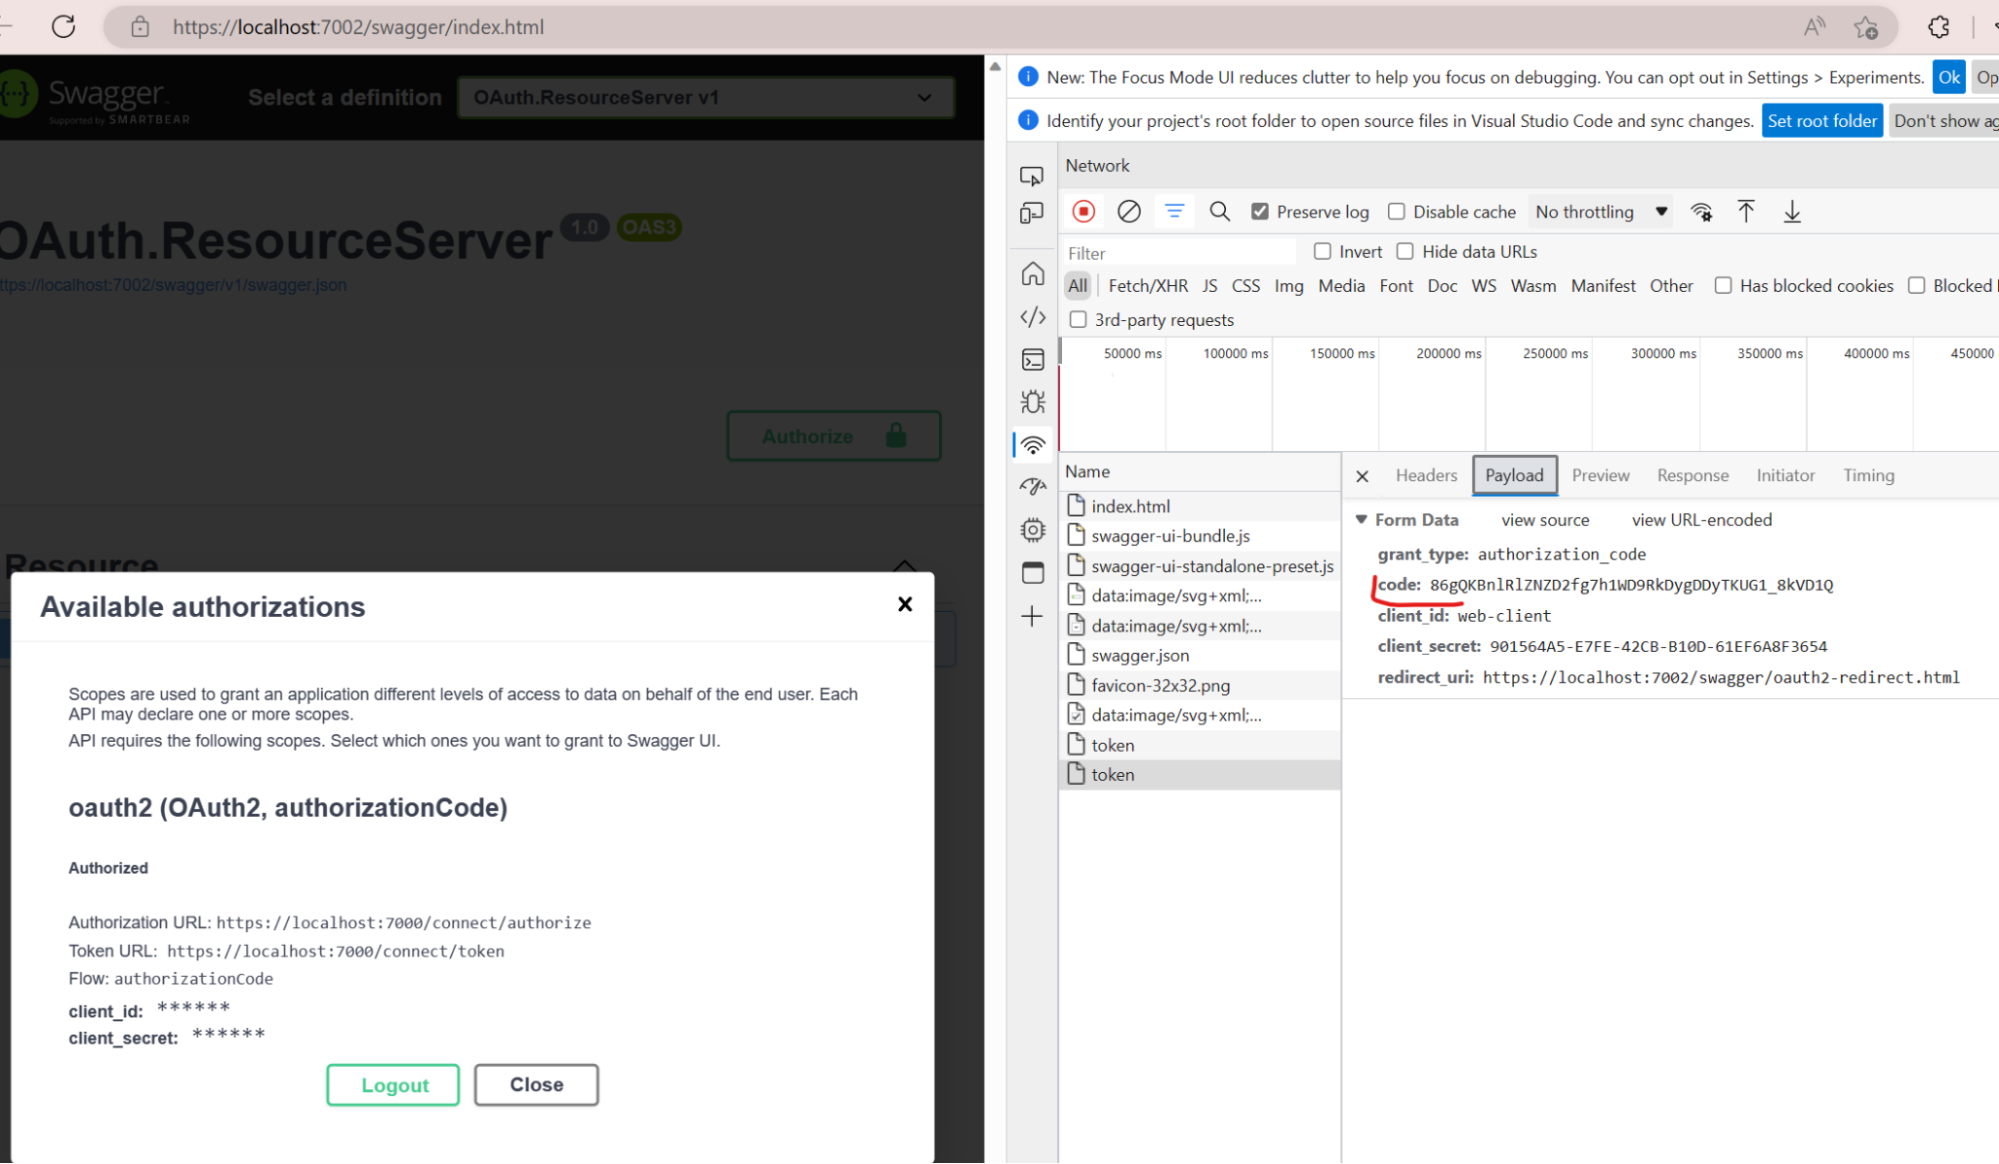 https://localhost:7002/swagger/index.html
Swagger
Supported by SMARTBEAR
Select a definition
OAuth.ResourceServer v1
OAuth.ResourceServer 1.0 OAS3
ttps://localhost:7002/swagger/v1/swagger.json
Authorize
Resource
Available authorizations
Scopes are used to grant an application different levels of access to data on behalf of the end user. Each
API may declare one or more scopes.
API requires the following scopes. Select which ones you want to grant to Swagger UI.
oauth2 (OAuth2, authorizationCode)
Authorized
Authorization URL: https://localhost:7000/connect/authorize
Token URL: https://localhost:7000/connect/token
Flow: authorizationCode
client_id: ******
client_secret: ******
Logout Close
New: The Focus Mode UI reduces clutter to help you focus on debugging. You can opt out in Settings > Experiments. Ok Op
Identify your project's root folder to open source files in Visual Studio Code and sync changes. Set root folder Don't show ag
Network
Preserve log Disable cache No throttling
Filter Invert Hide data URLs
All Fetch/XHR JS CSS Img Media Font Doc WS Wasm Manifest Other Has blocked cookies Blocked
3rd-party requests
50000 ms 100000 ms 150000 ms 200000 ms 250000 ms 300000 ms 350000 ms 400000 ms 450000
Name
index.html
swagger-ui-bundle.js
swagger-ui-standalone-preset.js
data:image/svg+xml;...
data:image/svg+xml;...
swagger.json
favicon-32x32.png
data:image/svg+xml;...
token
token
Headers Payload Preview Response Initiator Timing
Form Data view source view URL-encoded
grant_type: authorization_code
code: 86gQKBnlRlZNZD2fg7h1WD9RkDygDDyTKUG1_8kVD1Q
client_id: web-client
client_secret: 901564A5-E7FE-42CB-B10D-61EF6A8F3654
redirect_uri: https://localhost:7002/swagger/oauth2-redirect.html